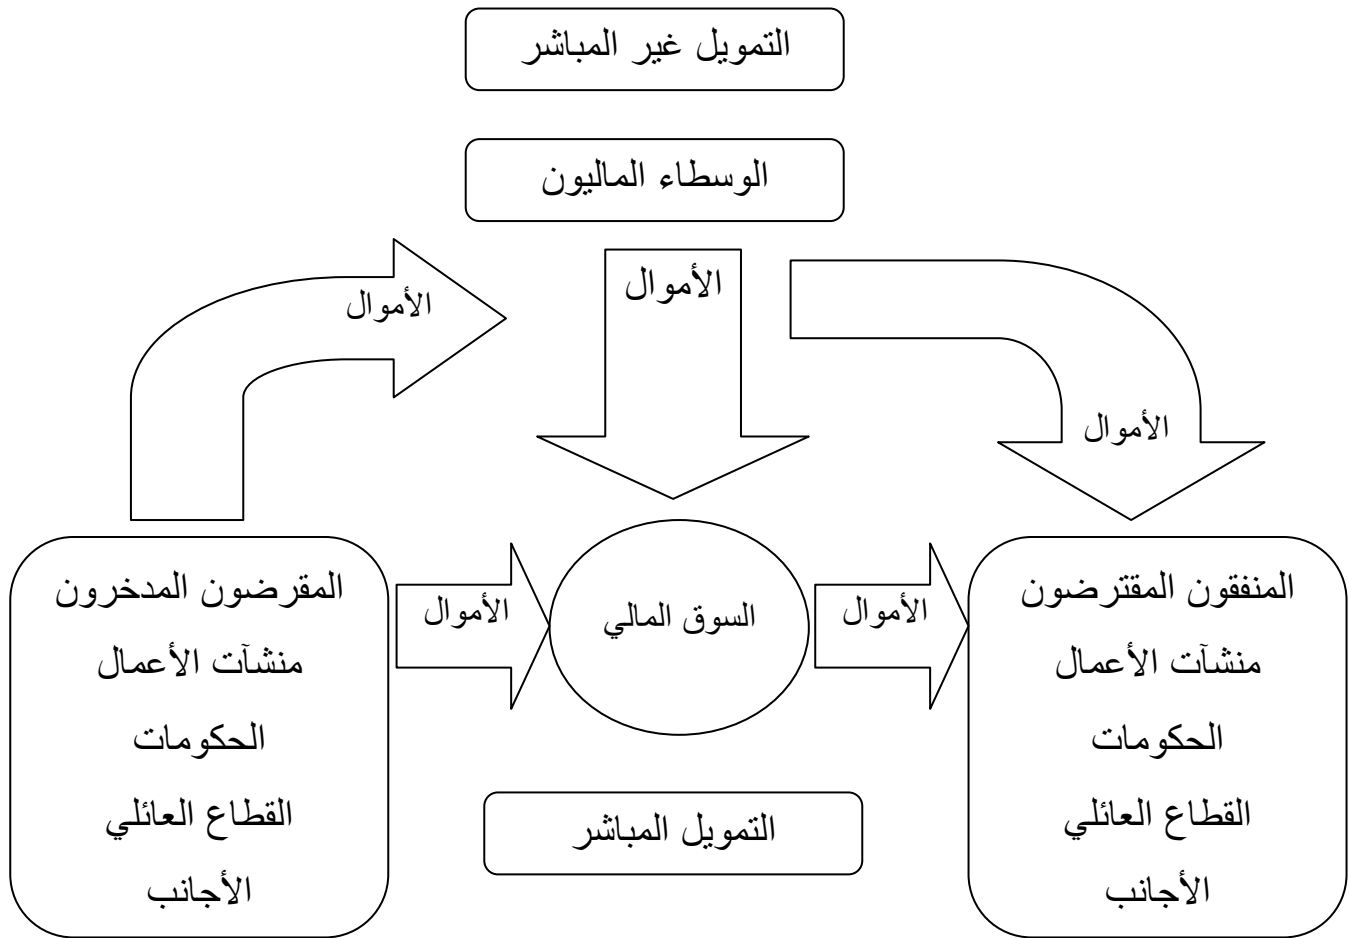 التمويل غير المباشر
الوسطاء الماليون
الأموال
الأموال
الأموال
المنفقون المقترضون
منشآت الأعمال
الحكومات
القطاع العائلي
الأجانب
الأموال
السوق المالي
الأموال
المقرضون المدخرون
منشآت الأعمال
الحكومات
القطاع العائلي
الأجانب
التمويل المباشر